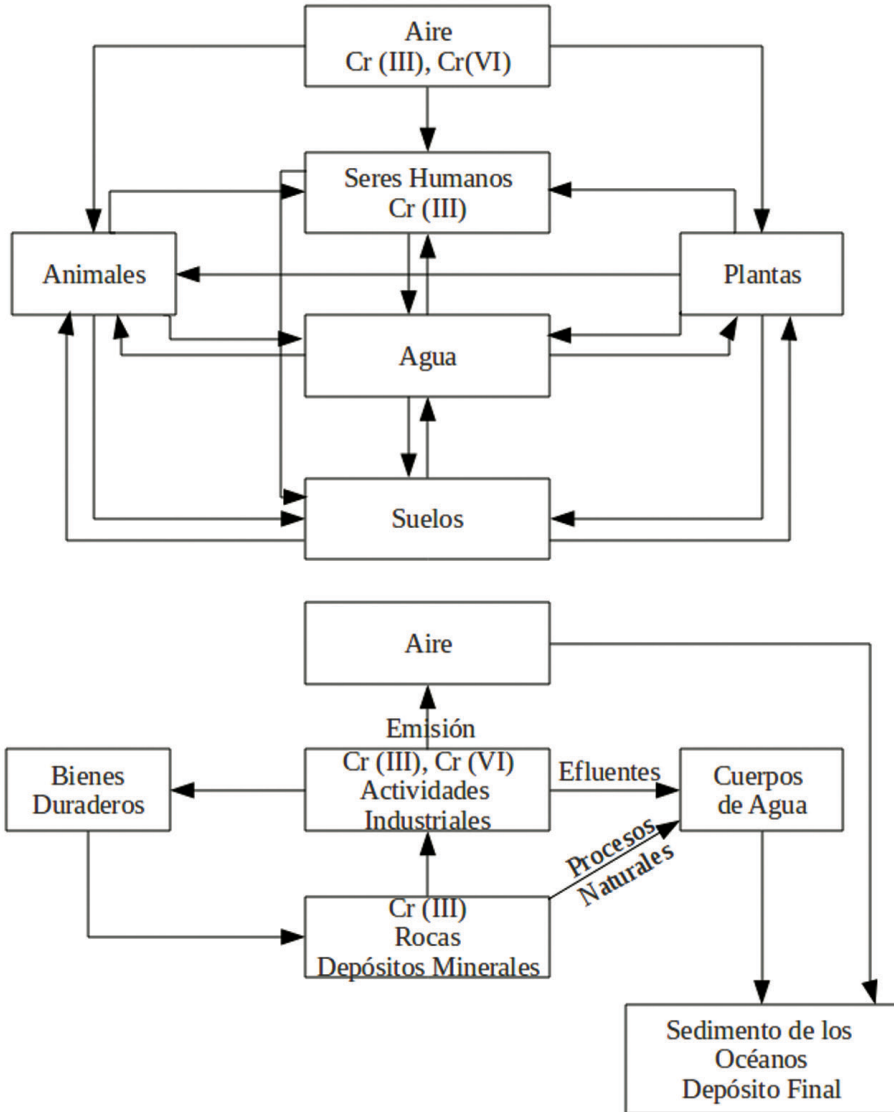 Aire
Cr (III), Cr(VI)
Seres Humanos
Cr (III)
Animales
Plantas
Agua
Suelos
Aire
Emisión
Cr (III), Cr (VI)
Actividades
Industriales
Bienes
Duraderos
Efluentes
Cuerpos
de Agua
Procesos
Naturales
Cr (III)
Rocas
Depósitos Minerales
Sedimento de los
Océanos
Depósito Final